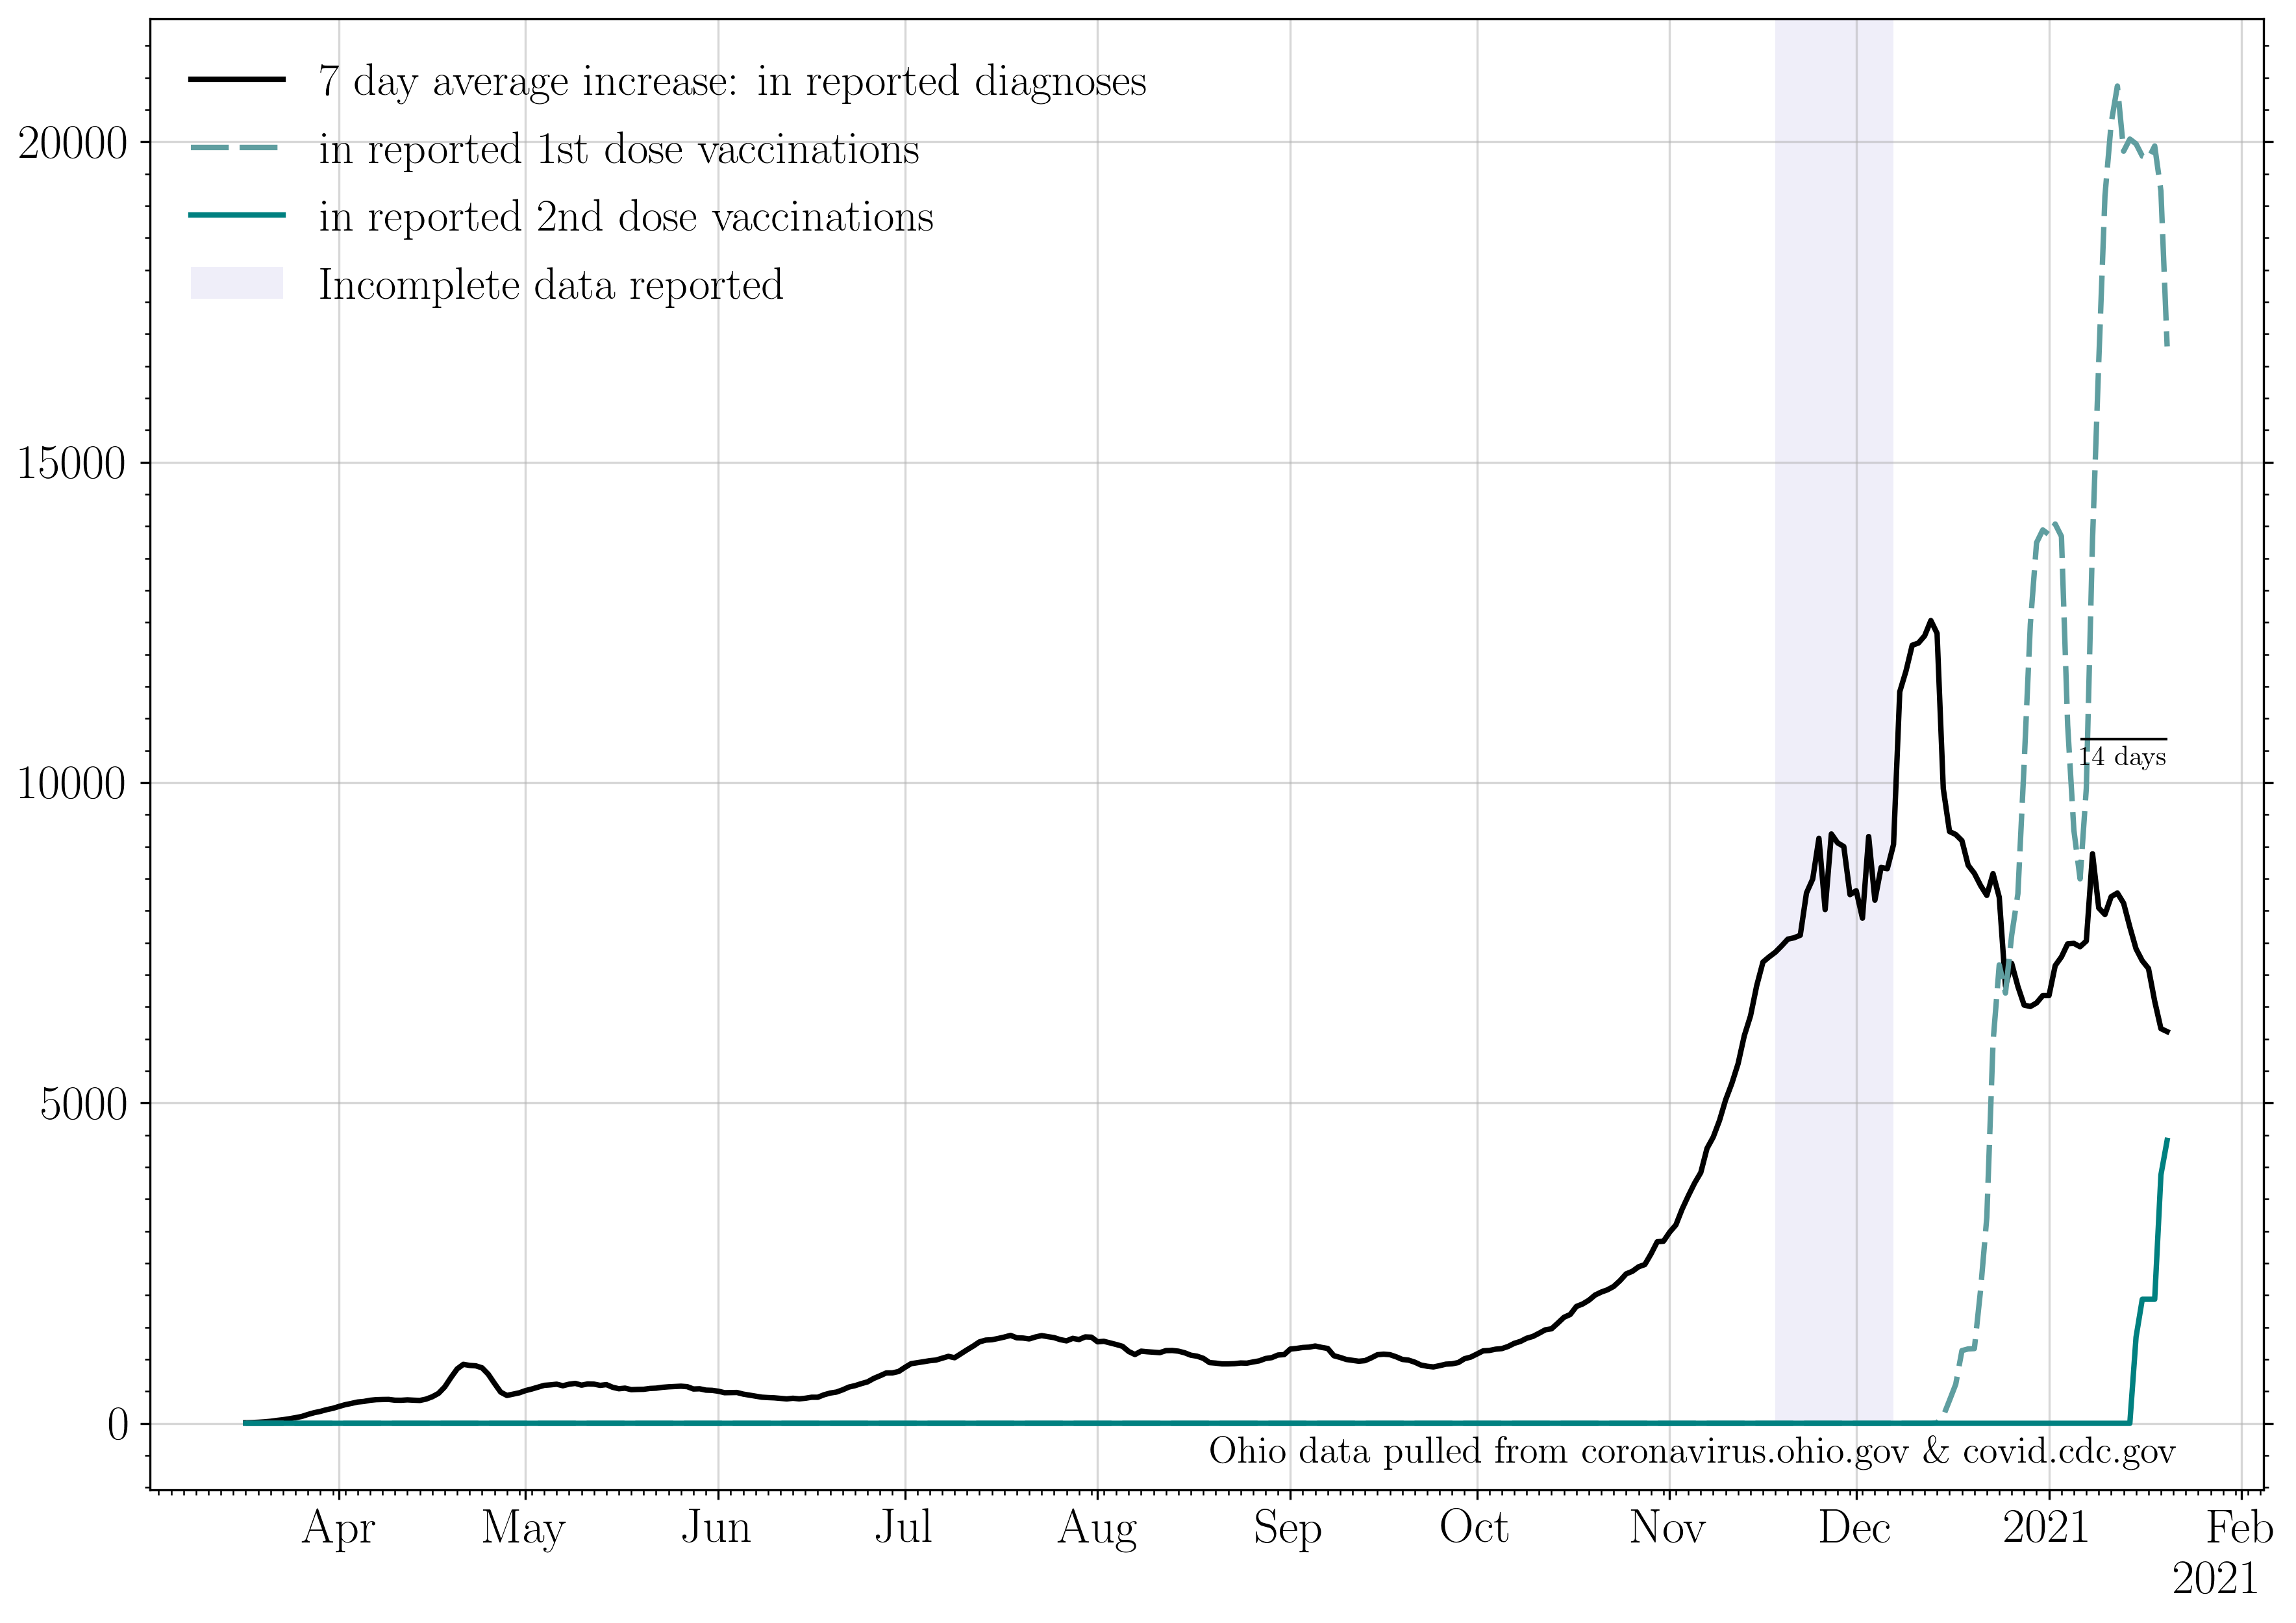 7 day average increase: in reported diagnoses
in reported 1st dose vaccinations
in reported 2nd dose vaccinations
Incomplete data reported
20000
15000
10000
5000
0
14 days
Ohio data pulled from coronavirus.ohio.gov & covid.cdc.gov
Apr May Jun Jul Aug Sep Oct Nov Dec 2021 Feb
2021